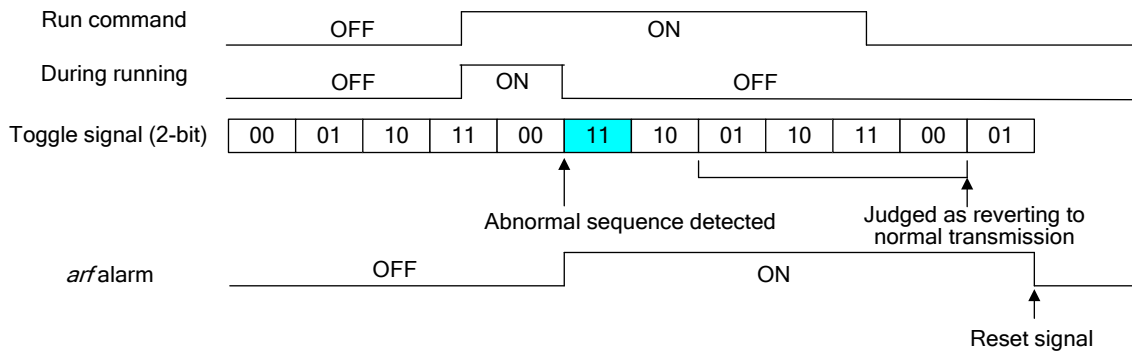 Run command OFF ON
During running OFF ON OFF
Toggle signal (2-bit) 00 01 10 11 00 11 10 01 10 11 00 01
Abnormal sequence detected
Judged as reverting to
normal transmission
arf alarm OFF ON
Reset signal